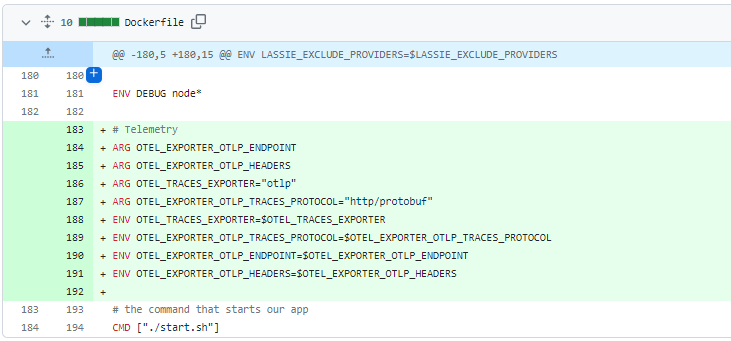 10 Dockerfile
@@ -180,5 +180,15 @@ ENV LASSIE_EXCLUDE_PROVIDERS=$LASSIE_EXCLUDE_PROVIDERS
180 180 +
181 181 ENV DEBUG node*
182 182
183 + # Telemetry
184 + ARG OTEL_EXPORTER_OTLP_ENDPOINT
185 + ARG OTEL_EXPORTER_OTLP_HEADERS
186 + ARG OTEL_TRACES_EXPORTER="otlp"
187 + ARG OTEL_EXPORTER_OTLP_TRACES_PROTOCOL="http/protobuf"
188 + ENV OTEL_TRACES_EXPORTER=$OTEL_TRACES_EXPORTER
189 + ENV OTEL_EXPORTER_OTLP_TRACES_PROTOCOL=$OTEL_EXPORTER_OTLP_TRACES_PROTOCOL
190 + ENV OTEL_EXPORTER_OTLP_ENDPOINT=$OTEL_EXPORTER_OTLP_ENDPOINT
191 + ENV OTEL_EXPORTER_OTLP_HEADERS=$OTEL_EXPORTER_OTLP_HEADERS
192 +
183 193 # the command that starts our app
184 194 CMD ["./start.sh"]